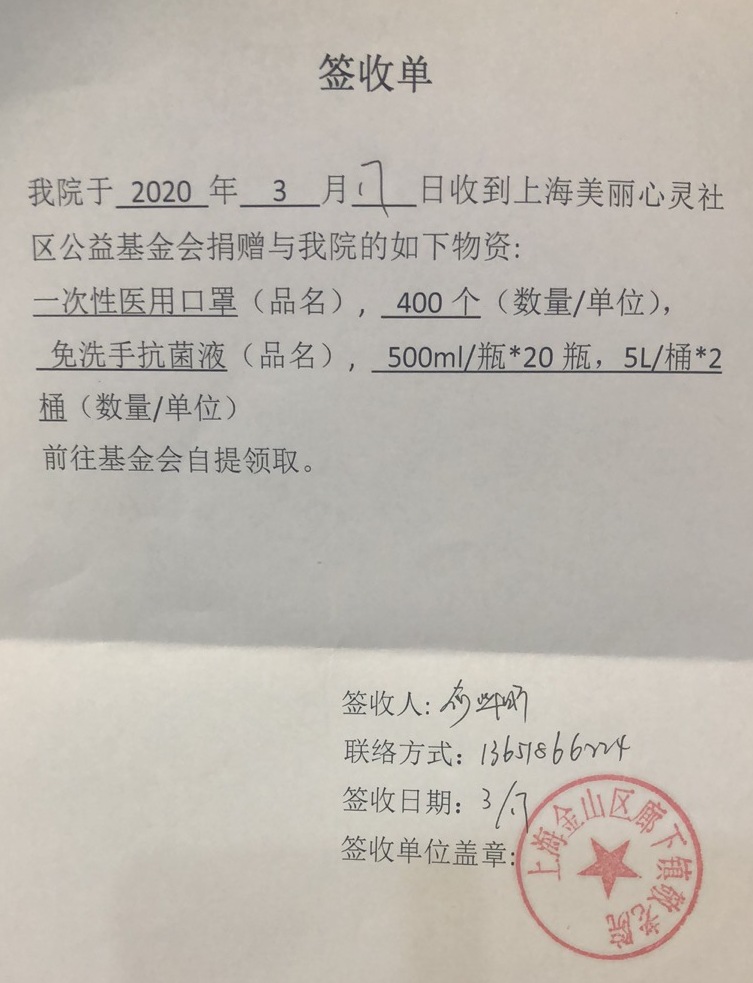 签收单
我院于 2020 年 3 月 17 日收到上海美丽心灵社
区公益基金会捐赠与我院的如下物资:
一次性医用口罩（品名）, 400 个（数量/单位），
免洗手抗菌液（品名）, 500ml/瓶*20 瓶，5L/桶*2
桶（数量/单位）
前往基金会自提领取。
签收人:
联络方式：13651866224
签收日期：3/17
签收单位盖章:
上海金山区廊下镇敬老院